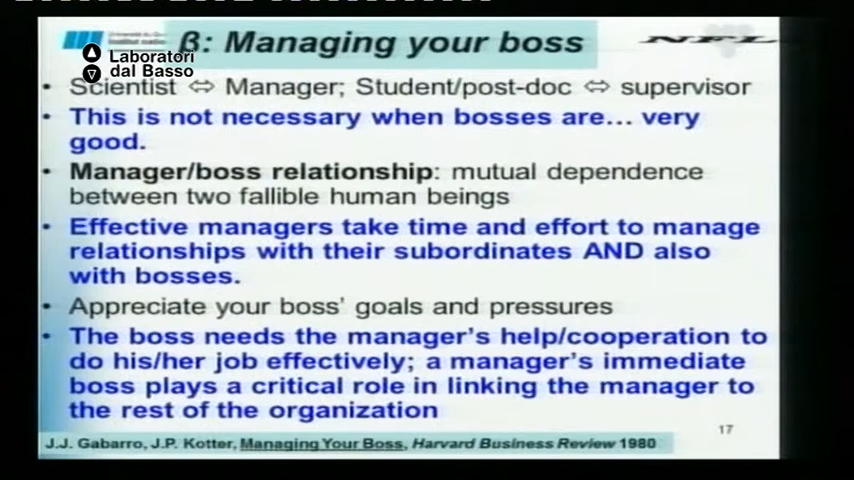 β: Managing your boss
NFL
Laboratori
dal Basso
• Scientist ⇔ Manager; Student/post-doc ⇔ supervisor
• This is not necessary when bosses are... very
good.
• Manager/boss relationship: mutual dependence
between two fallible human beings
• Effective managers take time and effort to manage
relationships with their subordinates AND also
with bosses.
• Appreciate your boss' goals and pressures
• The boss needs the manager's help/cooperation to
do his/her job effectively; a manager's immediate
boss plays a critical role in linking the manager to
the rest of the organization
17
J.J. Gabarro, J.P. Kotter, Managing Your Boss, Harvard Business Review 1980